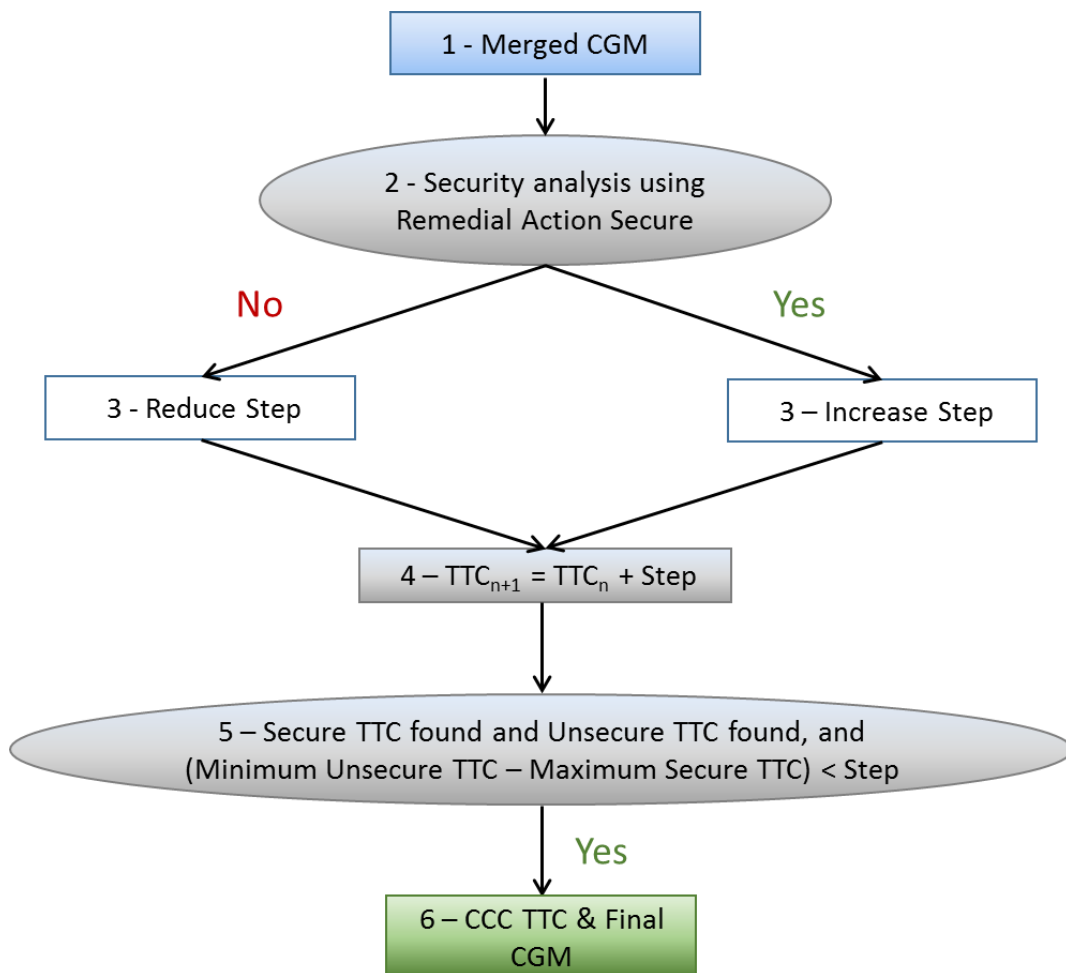 1 - Merged CGM
2 - Security analysis using
Remedial Action Secure
No
Yes
3 - Reduce Step
3 – Increase Step
4 – TTCn+1 = TTCn + Step
5 – Secure TTC found and Unsecure TTC found, and
(Minimum Unsecure TTC – Maximum Secure TTC) < Step
Yes
6 – CCC TTC & Final
CGM